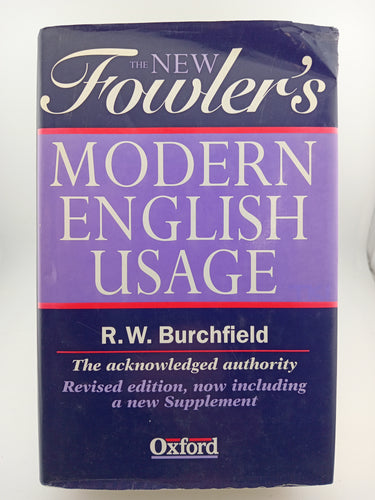 THE NEW
Fowler's
MODERN
ENGLISH
USAGE
R.W. Burchfield
The acknowledged authority
Revised edition, now including
a new Supplement
Oxford